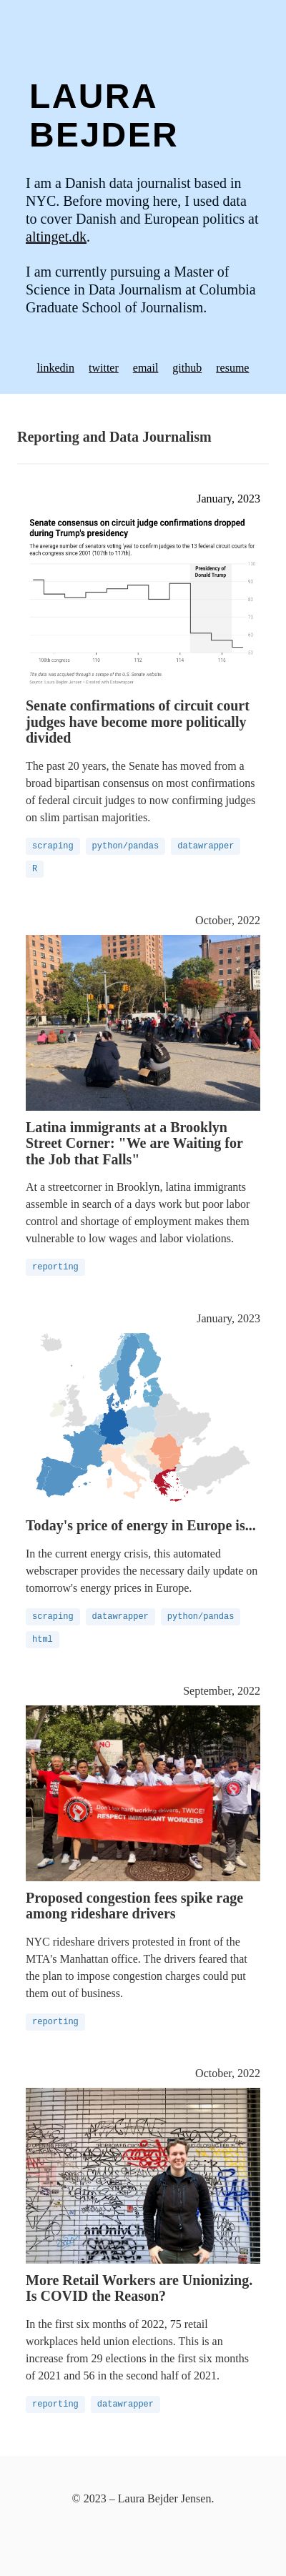 LAURA
BEJDER
I am a Danish data journalist based in
NYC. Before moving here, I used data
to cover Danish and European politics at
altinget.dk.
I am currently pursuing a Master of
Science in Data Journalism at Columbia
Graduate School of Journalism.
linkedin twitter email github resume
Reporting and Data Journalism
January, 2023
Senate consensus on circuit judge confirmations dropped
during Trump's presidency
The average number of senators voting 'yea' to confirm judges to the 13 federal circuit courts for
each congress since 2001 (107th to 117th)
Presidency of
Donald Trump
100
90
80
70
60
50
108th congress 110 112 114 116
The data was acquired through a scrape of the U.S. Senate website.
Source: Laura Bejder Jensen • Created with Datawrapper
Senate confirmations of circuit court
judges have become more politically
divided
The past 20 years, the Senate has moved from a
broad bipartisan consensus on most confirmations
of federal circuit judges to now confirming judges
on slim partisan majorities.
scraping python/pandas datawrapper
R
October, 2022
Latina immigrants at a Brooklyn
Street Corner: "We are Waiting for
the Job that Falls"
At a streetcorner in Brooklyn, latina immigrants
assemble in search of a days work but poor labor
control and shortage of employment makes them
vulnerable to low wages and labor violations.
reporting
January, 2023
Today's price of energy in Europe is...
In the current energy crisis, this automated
webscraper provides the necessary daily update on
tomorrow's energy prices in Europe.
scraping datawrapper python/pandas
html
September, 2022
NO
Don't tax hard working drivers, TWICE!
RESPECT IMMIGRANT WORKERS
Proposed congestion fees spike rage
among rideshare drivers
NYC rideshare drivers protested in front of the
MTA's Manhattan office. The drivers feared that
the plan to impose congestion charges could put
them out of business.
reporting
October, 2022
More Retail Workers are Unionizing.
Is COVID the Reason?
In the first six months of 2022, 75 retail
workplaces held union elections. This is an
increase from 29 elections in the first six months
of 2021 and 56 in the second half of 2021.
reporting datawrapper
© 2023 – Laura Bejder Jensen.